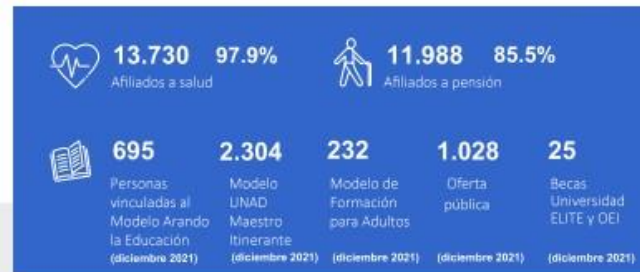 13.730 97.9%
Afiliados a salud
11.988 85.5%
Afiliados a pensión
695
Personas
vinculadas al
Modelo Arando
la Educación
(diciembre 2021)
2.304
Modelo
UNAD
Maestro
Itinerante
(diciembre 2021)
232
Modelo de
Formación
para Adultos
(diciembre 2021)
1.028
Oferta
pública
(diciembre 2021)
25
Becas
Universidad
ELITE y OEI
(diciembre 2021)